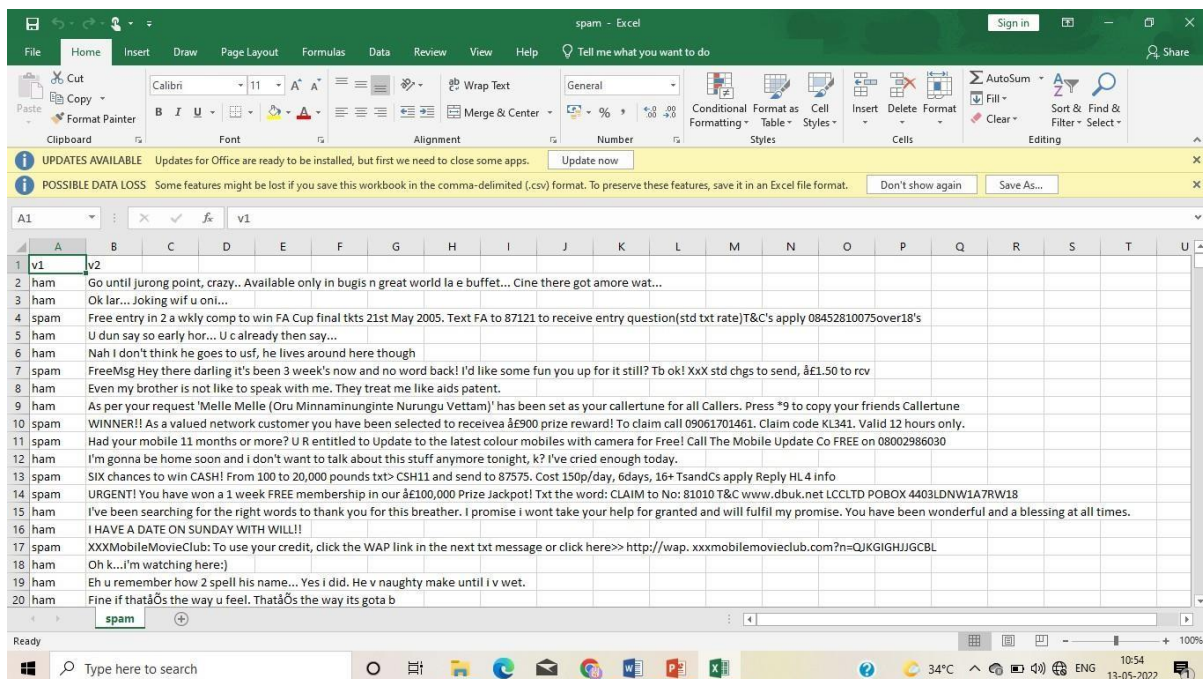 spam - Excel
Sign in
File Home Insert Draw Page Layout Formulas Data Review View Help Tell me what you want to do Share
Paste
Cut
Copy
Format Painter
Clipboard
Calibri 11
B I U
Font
Wrap Text
Merge & Center
Alignment
General
% ,
Number
Conditional Formatting
Format as Table
Cell Styles
Styles
Insert Delete Format
Cells
AutoSum
Fill
Clear
Sort & Filter
Find & Select
Editing
UPDATES AVAILABLE Updates for Office are ready to be installed, but first we need to close some apps. Update now
POSSIBLE DATA LOSS Some features might be lost if you save this workbook in the comma-delimited (.csv) format. To preserve these features, save it in an Excel file format. Don't show again Save As...
A1 fx v1
A B C D E F G H I J K L M N O P Q R S T U
1 v1 v2
2 ham Go until jurong point, crazy.. Available only in bugis n great world la e buffet... Cine there got amore wat...
3 ham Ok lar... Joking wif u oni...
4 spam Free entry in 2 a wkly comp to win FA Cup final tkts 21st May 2005. Text FA to 87121 to receive entry question(std txt rate)T&C's apply 08452810075over18's
5 ham U dun say so early hor... U c already then say...
6 ham Nah I don't think he goes to usf, he lives around here though
7 spam FreeMsg Hey there darling it's been 3 week's now and no word back! I'd like some fun you up for it still? Tb ok! XxX std chgs to send, å£1.50 to rcv
8 ham Even my brother is not like to speak with me. They treat me like aids patent.
9 ham As per your request 'Melle Melle (Oru Minnaminunginte Nurungu Vettam)' has been set as your callertune for all Callers. Press *9 to copy your friends Callertune
10 spam WINNER!! As a valued network customer you have been selected to receivea å£900 prize reward! To claim call 09061701461. Claim code KL341. Valid 12 hours only.
11 spam Had your mobile 11 months or more? U R entitled to Update to the latest colour mobiles with camera for Free! Call The Mobile Update Co FREE on 08002986030
12 ham I'm gonna be home soon and i don't want to talk about this stuff anymore tonight, k? I've cried enough today.
13 spam SIX chances to win CASH! From 100 to 20,000 pounds txt> CSH11 and send to 87575. Cost 150p/day, 6days, 16+ TsandCs apply Reply HL 4 info
14 spam URGENT! You have won a 1 week FREE membership in our å£100,000 Prize Jackpot! Txt the word: CLAIM to No: 81010 T&C www.dbuk.net LCCLTD POBOX 4403LDNW1A7RW18
15 ham I've been searching for the right words to thank you for this breather. I promise i wont take your help for granted and will fulfil my promise. You have been wonderful and a blessing at all times.
16 ham I HAVE A DATE ON SUNDAY WITH WILL!!
17 spam XXXMobileMovieClub: To use your credit, click the WAP link in the next txt message or click here>> http://wap. xxxmobilemovieclub.com?n=QJKGIGHJJGCBL
18 ham Oh k...i'm watching here:)
19 ham Eh u remember how 2 spell his name... Yes i did. He v naughty make until i v wet.
20 ham Fine if thatåÕs the way u feel. ThatåÕs the way its gota b
spam
Ready 100%
Type here to search 34°C ENG 10:54
13-05-2022